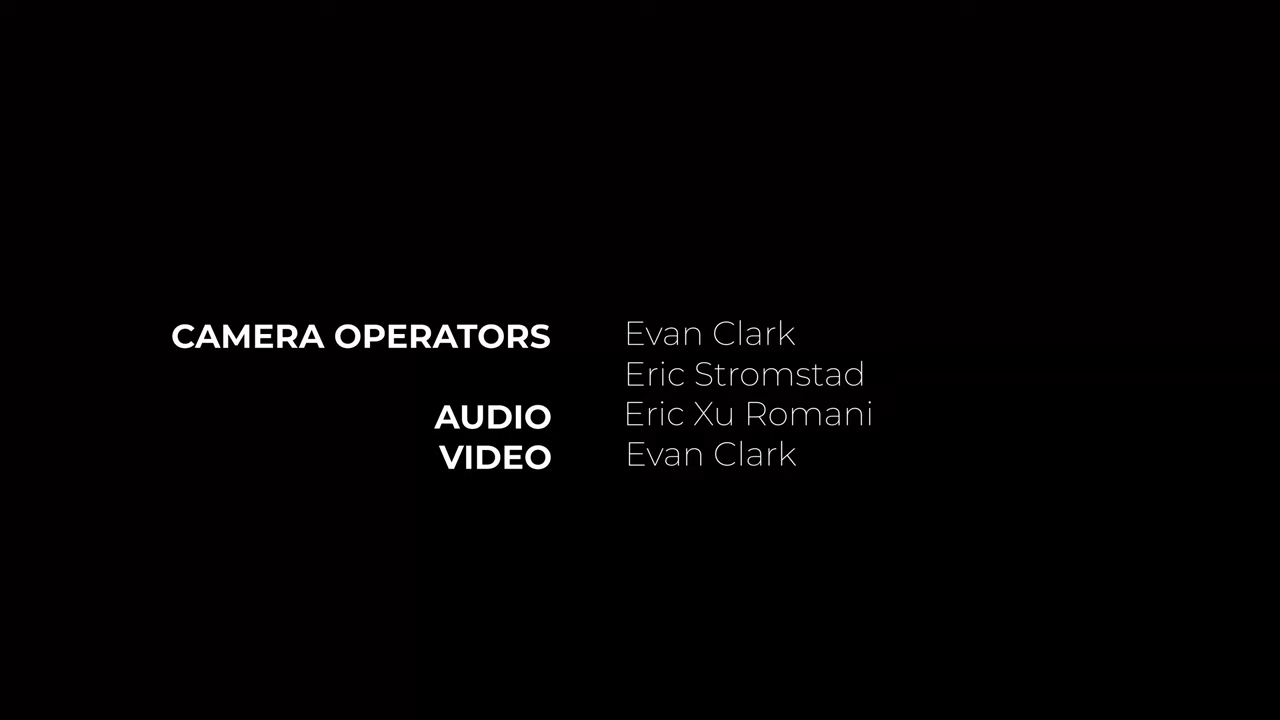 CAMERA OPERATORS Evan Clark
Eric Stromstad
AUDIO Eric Xu Romani
VIDEO Evan Clark